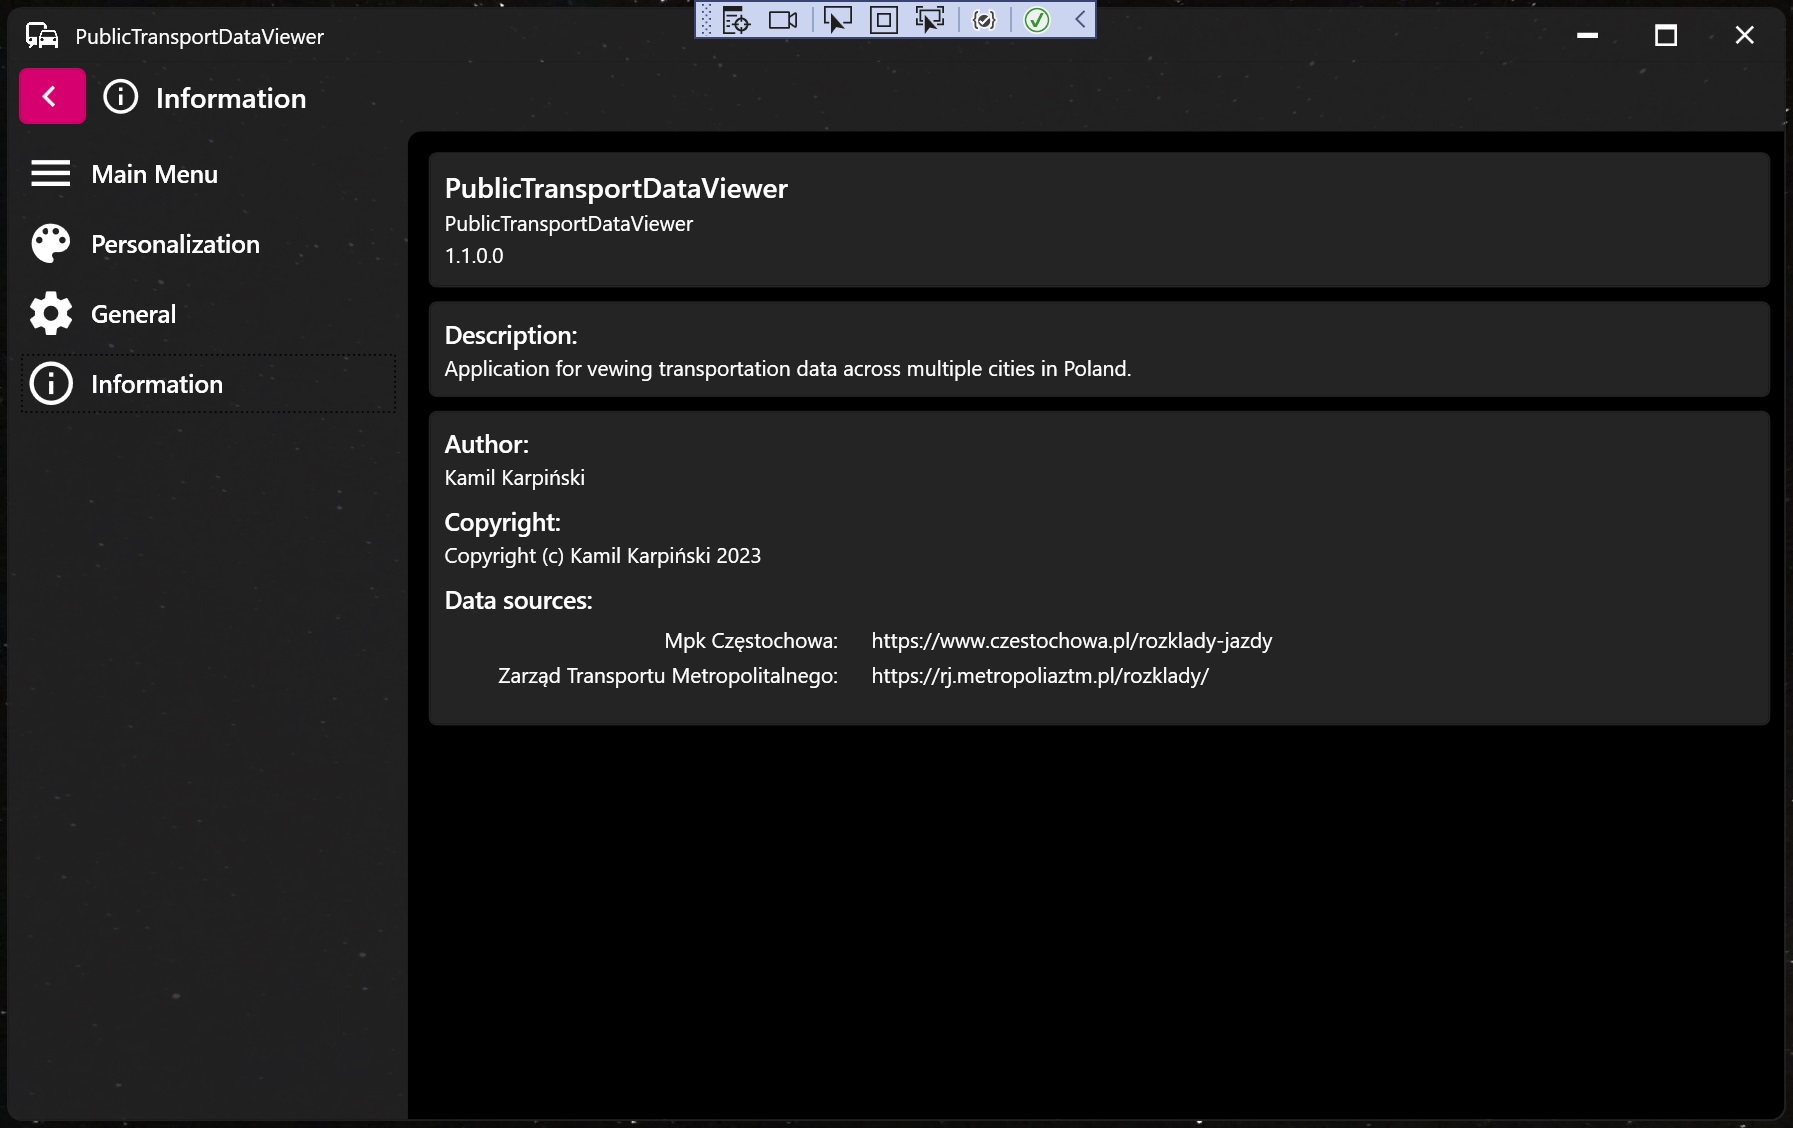 PublicTransportDataViewer
Information
Main Menu
Personalization
General
Information
PublicTransportDataViewer
PublicTransportDataViewer
1.1.0.0
Description:
Application for vewing transportation data across multiple cities in Poland.
Author:
Kamil Karpiński
Copyright:
Copyright (c) Kamil Karpiński 2023
Data sources:
Mpk Częstochowa: https://www.czestochowa.pl/rozklady-jazdy
Zarząd Transportu Metropolitalnego: https://rj.metropoliaztm.pl/rozklady/